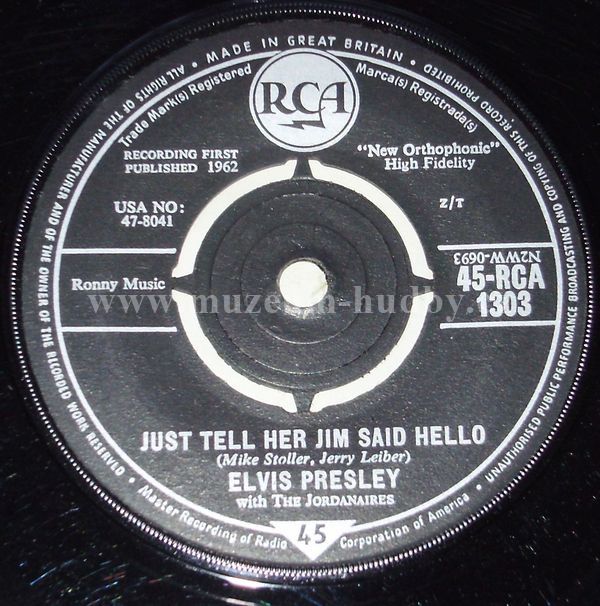 • MADE IN GREAT BRITAIN •
ALL RIGHTS OF THE MANUFACTURER AND OF THE OWNER OF THE RECORDED WORK RESERVED
UNAUTHORISED PUBLIC PERFORMANCE BROADCASTING AND COPYING OF THIS RECORD PROHIBITED
Trade Mark(s) Registered
Marca(s) Registrada(s)
RCA
RECORDING FIRST
PUBLISHED 1962
"New Orthophonic"
High Fidelity
USA NO:
47-8041
Z/T
N2WW-0693
Ronny Music
45-RCA
1303
www.muzeum-hudby.
JUST TELL HER JIM SAID HELLO
(Mike Stoller, Jerry Leiber)
ELVIS PRESLEY
with THE JORDANAIRES
Master Recording of Radio Corporation of America
45